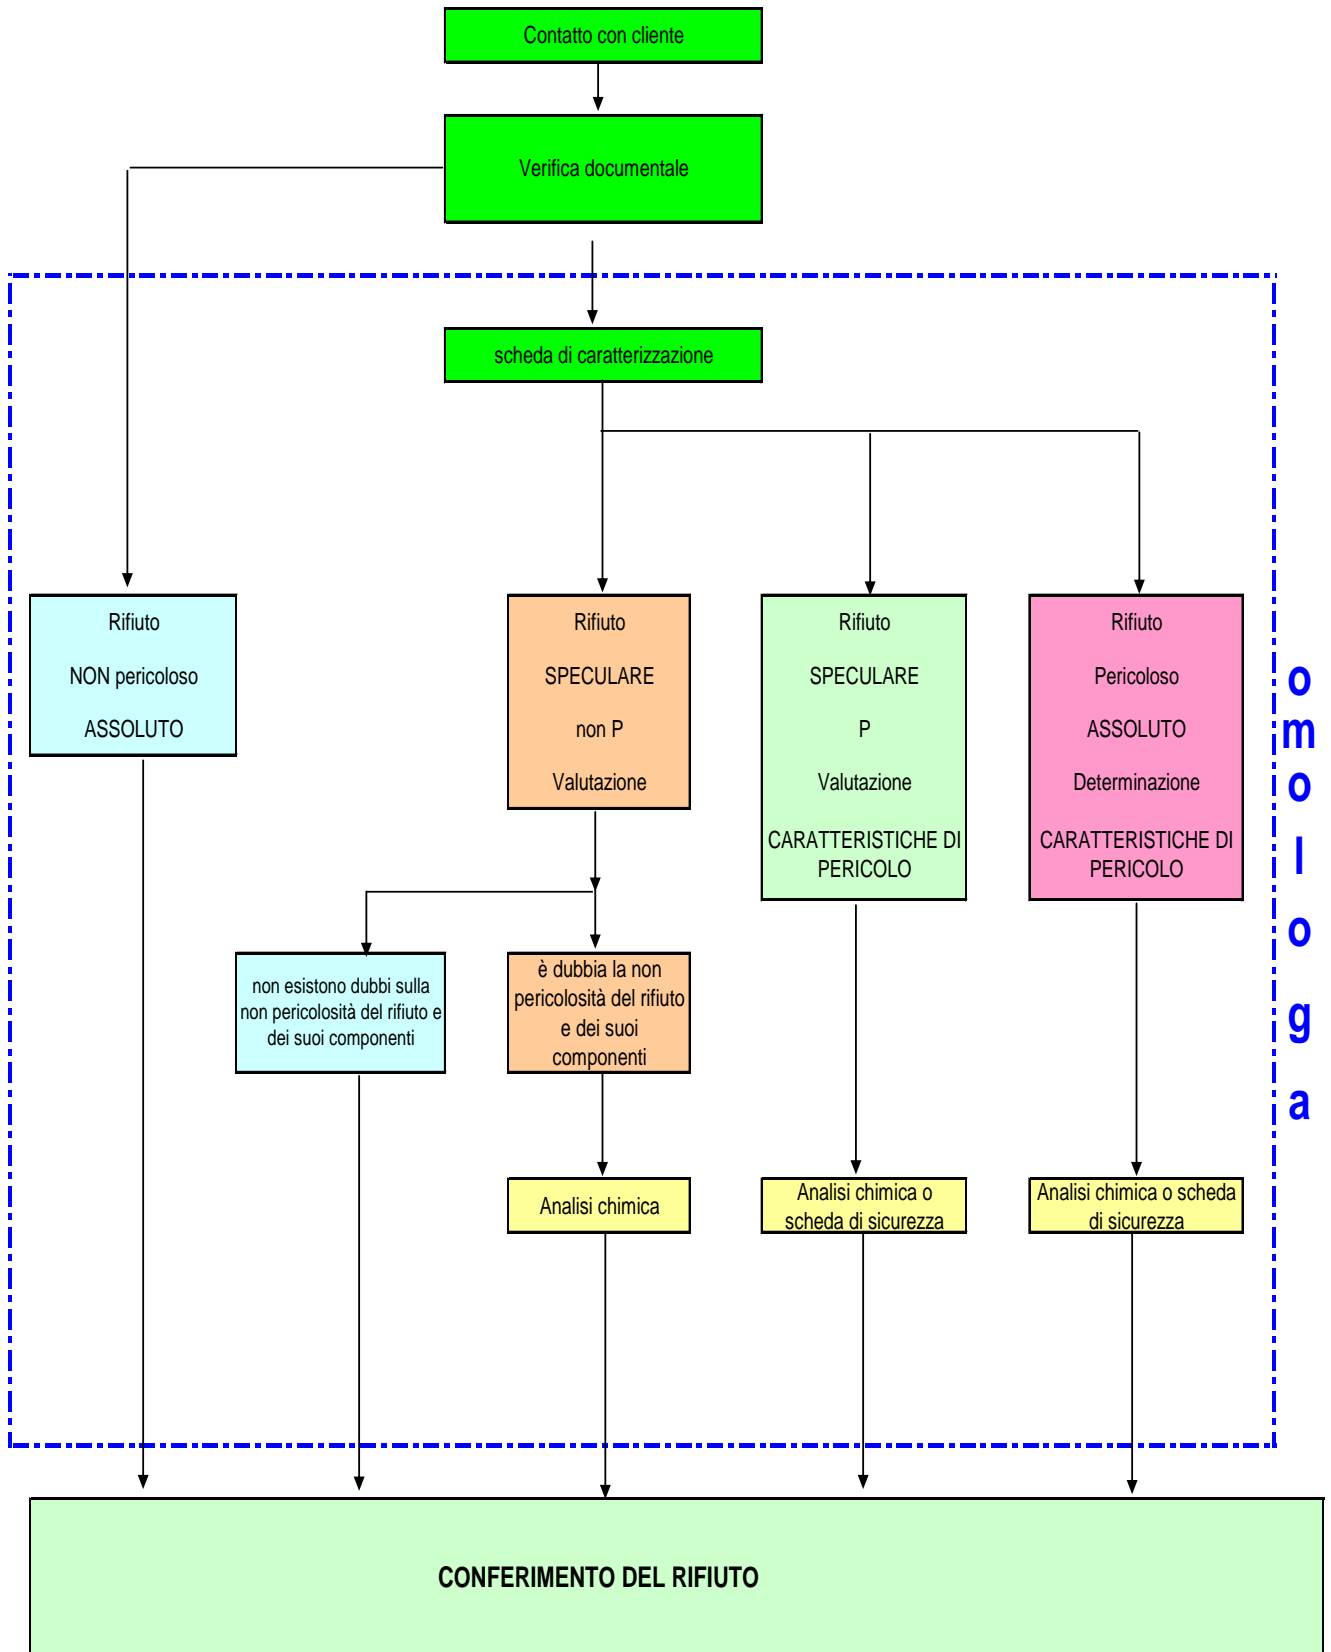 Contatto con cliente
Verifica documentale
scheda di caratterizzazione
Rifiuto
NON pericoloso
ASSOLUTO
Rifiuto
SPECULARE
non P
Valutazione
Rifiuto
SPECULARE
P
Valutazione
CARATTERISTICHE DI
PERICOLO
Rifiuto
Pericoloso
ASSOLUTO
Determinazione
CARATTERISTICHE DI
PERICOLO
non esistono dubbi sulla
non pericolosità del rifiuto e
dei suoi componenti
è dubbia la non
pericolosità del rifiuto
e dei suoi
componenti
Analisi chimica
Analisi chimica o
scheda di sicurezza
Analisi chimica o scheda
di sicurezza
o
m
o
l
o
g
a
CONFERIMENTO DEL RIFIUTO